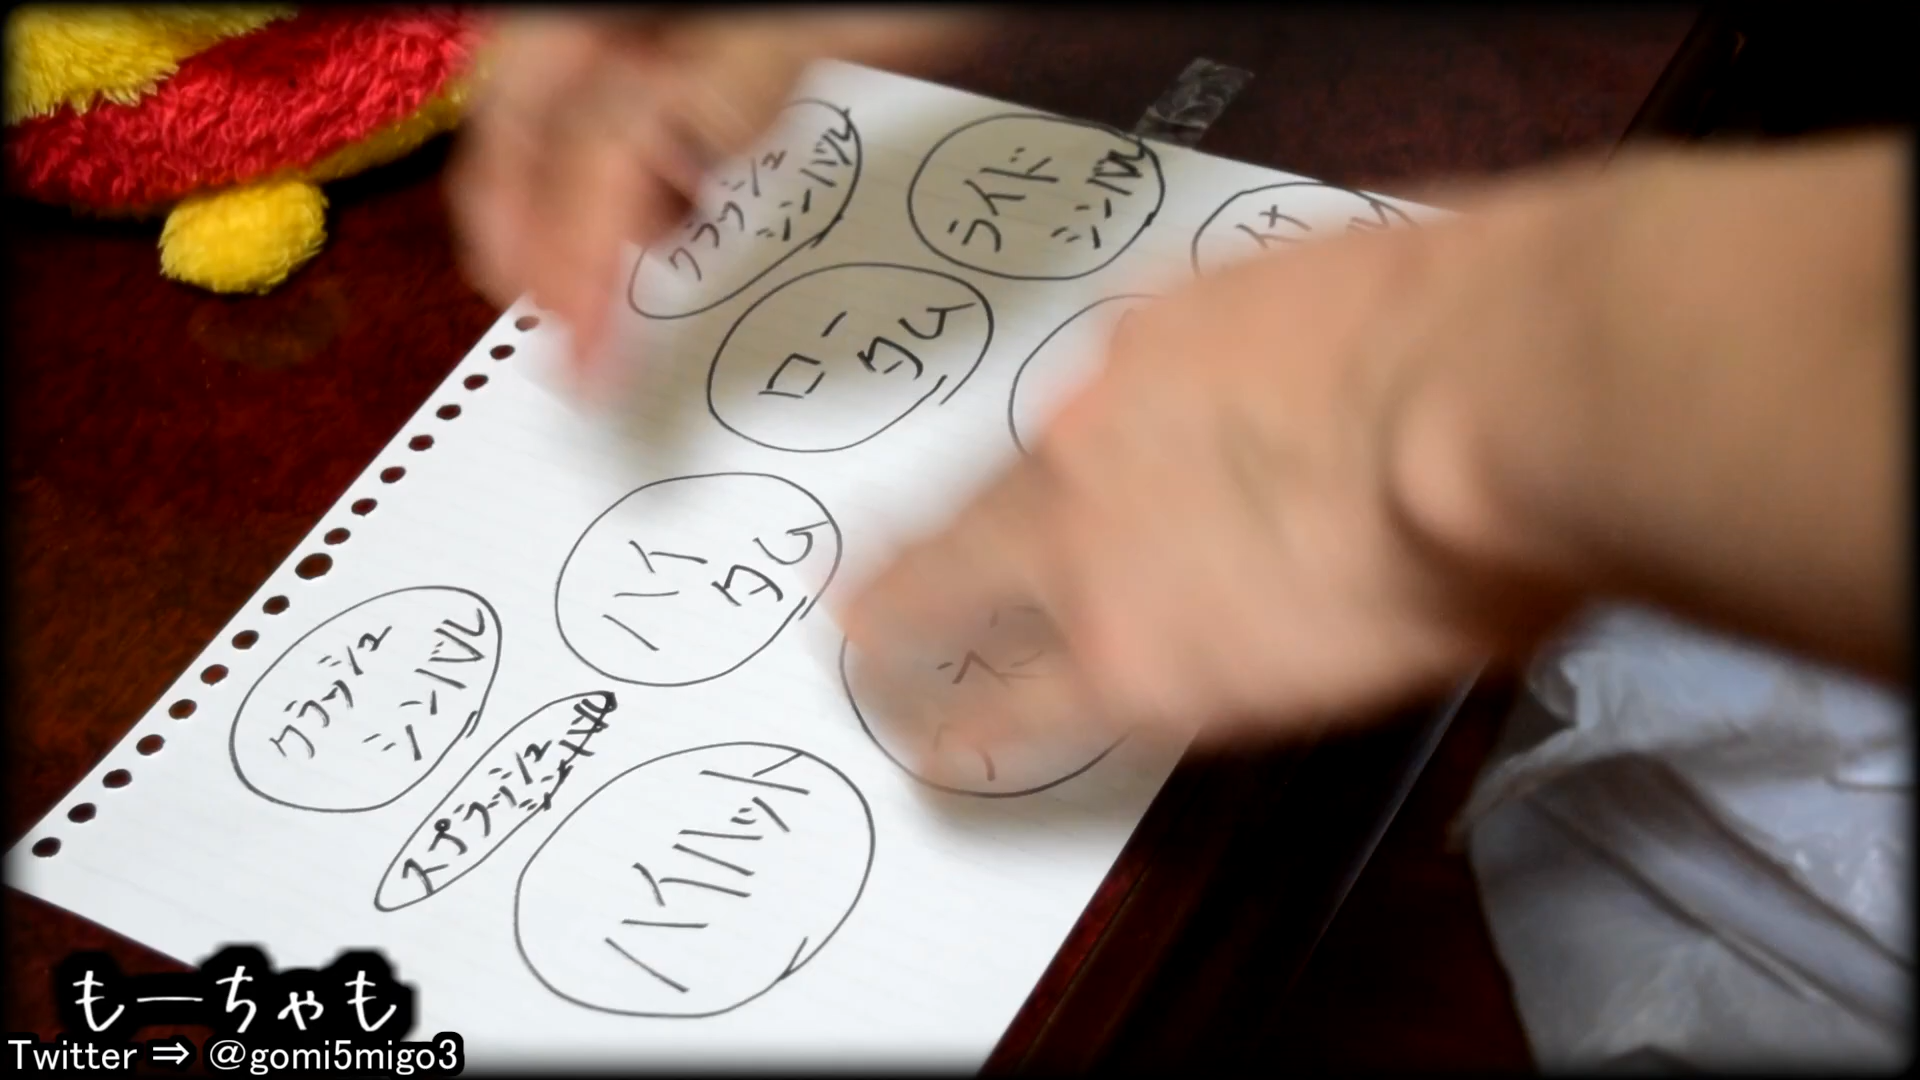 クラッシュ
シンバル
ライド
シンバル
ロー
タム
ハイ
タム
クラッシュ
シンバル
スプラッシュ
シンバル
ハイハット
もーちゃも
Twitter ⇒ @gomi5migo3